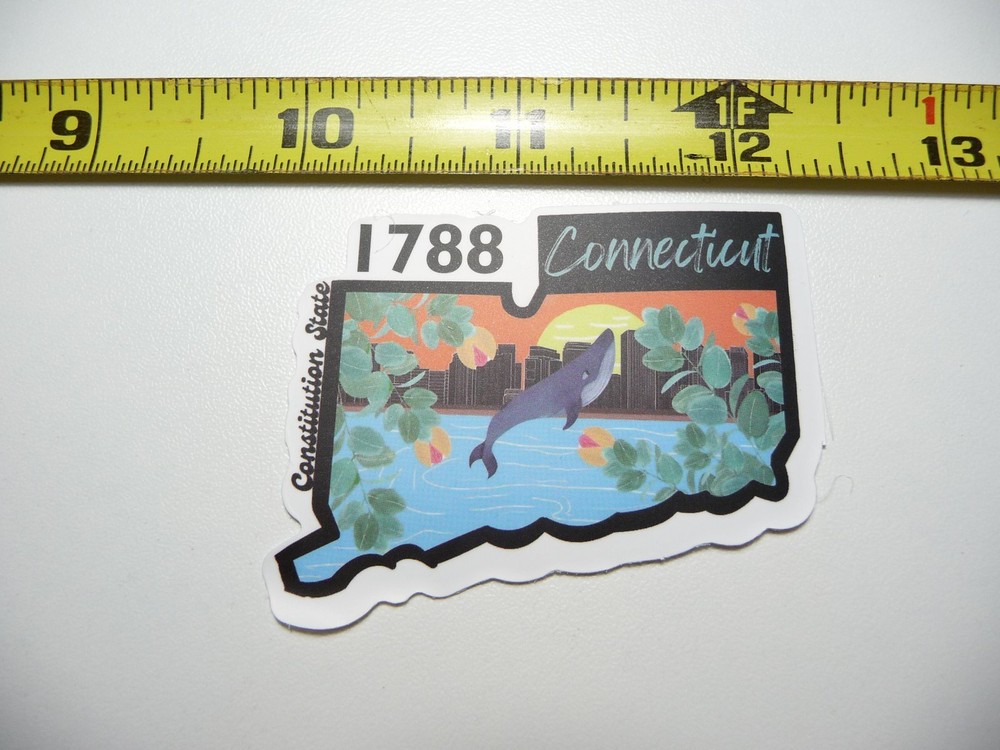 9 10 11 1F 12 1 13
1788
Connecticut
Constitution State